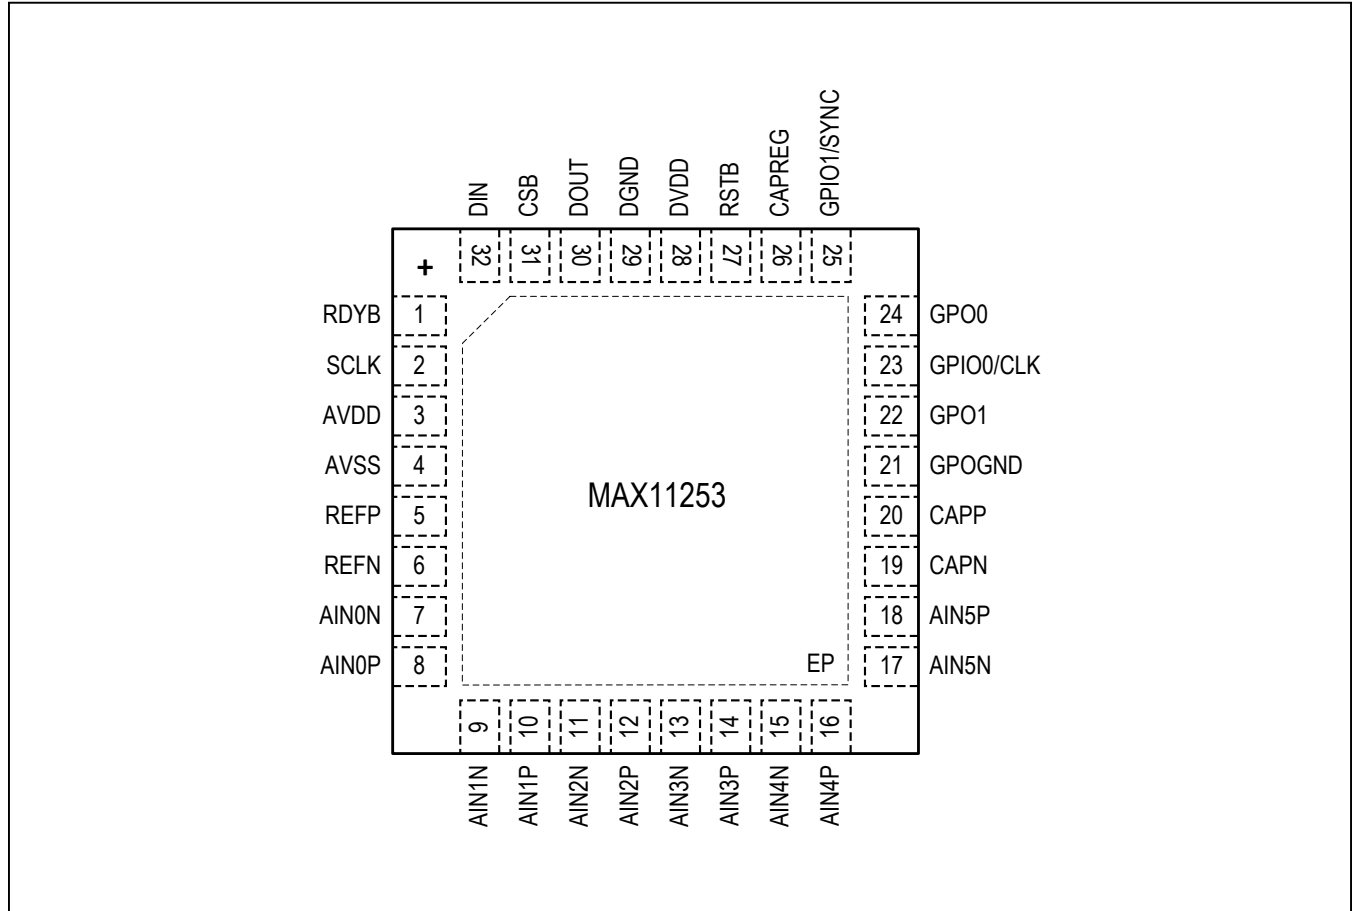 DIN
CSB
DOUT
DGND
DVDD
RSTB
CAPREG
GPIO1/SYNC
+
32
31
30
29
28
27
26
25
RDYB 1
24 GPO0
SCLK 2
23 GPIO0/CLK
AVDD 3
22 GPO1
AVSS 4
21 GPOGND
MAX11253
REFP 5
20 CAPP
REFN 6
19 CAPN
AIN0N 7
18 AIN5P
AIN0P 8
EP
17 AIN5N
9
10
11
12
13
14
15
16
AIN1N
AIN1P
AIN2N
AIN2P
AIN3N
AIN3P
AIN4N
AIN4P